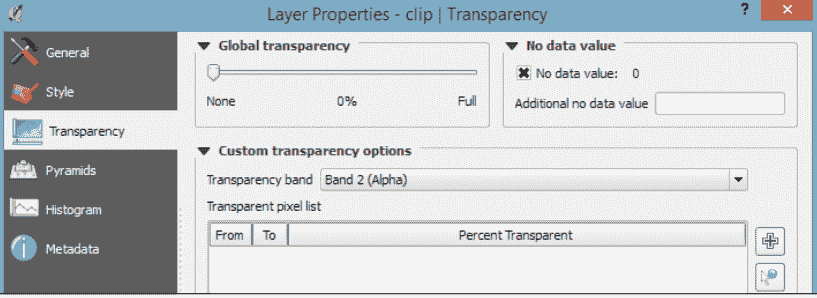 Layer Properties - clip | Transparency
?
General
Style
Transparency
Pyramids
Histogram
Metadata
Global transparency
None 0% Full
No data value
No data value: 0
Additional no data value
Custom transparency options
Transparency band Band 2 (Alpha)
Transparent pixel list
From To Percent Transparent